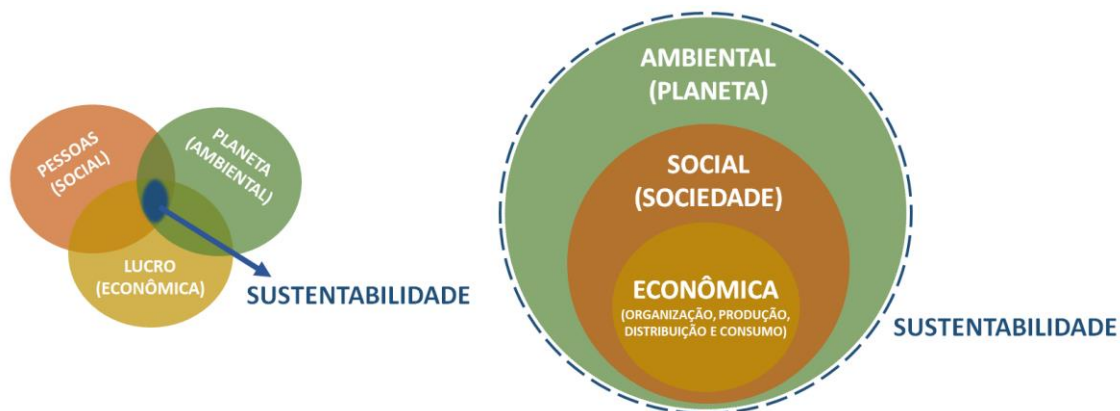 PESSOAS
(SOCIAL)
PLANETA
(AMBIENTAL)
LUCRO
(ECONÔMICA)
SUSTENTABILIDADE
AMBIENTAL
(PLANETA)
SOCIAL
(SOCIEDADE)
ECONÔMICA
(ORGANIZAÇÃO, PRODUÇÃO,
DISTRIBUIÇÃO E CONSUMO)
SUSTENTABILIDADE